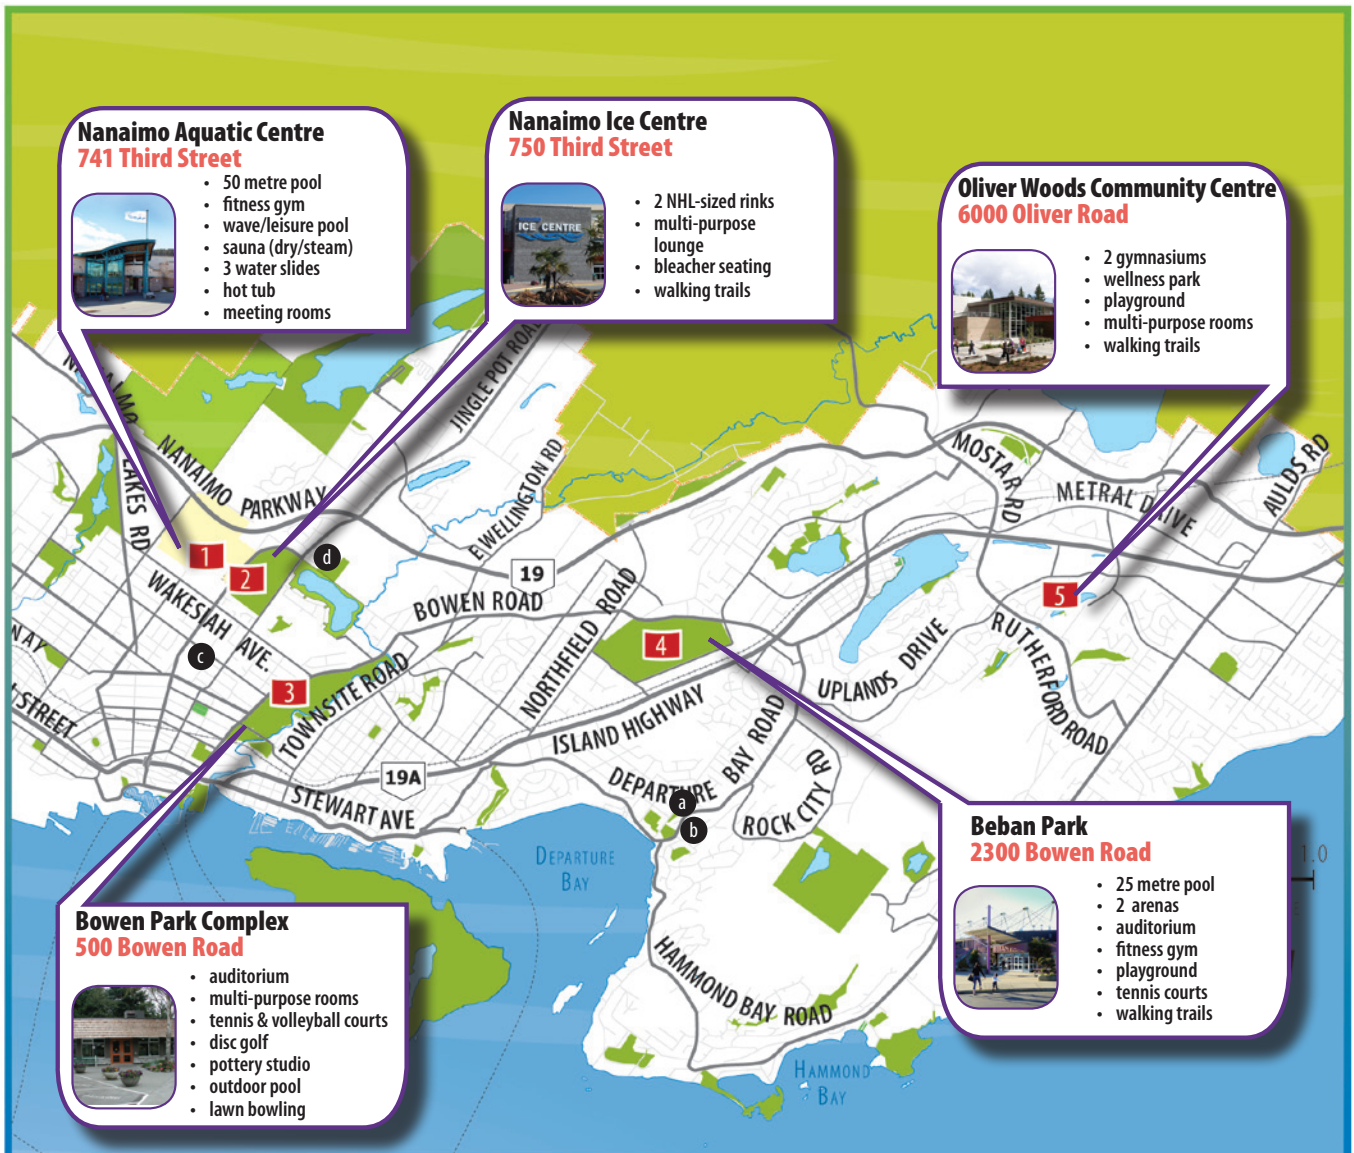 Nanaimo Aquatic Centre
741 Third Street
• 50 metre pool
• fitness gym
• wave/leisure pool
• sauna (dry/steam)
• 3 water slides
• hot tub
• meeting rooms
Nanaimo Ice Centre
750 Third Street
ICE CENTRE
• 2 NHL-sized rinks
• multi-purpose
lounge
• bleacher seating
• walking trails
Oliver Woods Community Centre
6000 Oliver Road
• 2 gymnasiums
• wellness park
• playground
• multi-purpose rooms
• walking trails
JINGLE POT ROAD
LAKES RD
NANAIMO PARKWAY
E WELLINGTON RD
MOSTAR RD
METRAL DRIVE
AULDS RD
1
2
d
19
BOWEN ROAD
5
WAKESIAH AVE.
c
3
TOWNSITE ROAD
NORTHFIELD ROAD
4
UPLANDS DRIVE
RUTHERFORD ROAD
STREET
ISLAND HIGHWAY
19A
STEWART AVE
DEPARTURE BAY ROAD
a
b
ROCK CITY RD
DEPARTURE
BAY
1.0
HAMMOND BAY ROAD
HAMMOND
BAY
Bowen Park Complex
500 Bowen Road
• auditorium
• multi-purpose rooms
• tennis & volleyball courts
• disc golf
• pottery studio
• outdoor pool
• lawn bowling
Beban Park
2300 Bowen Road
• 25 metre pool
• 2 arenas
• auditorium
• fitness gym
• playground
• tennis courts
• walking trails